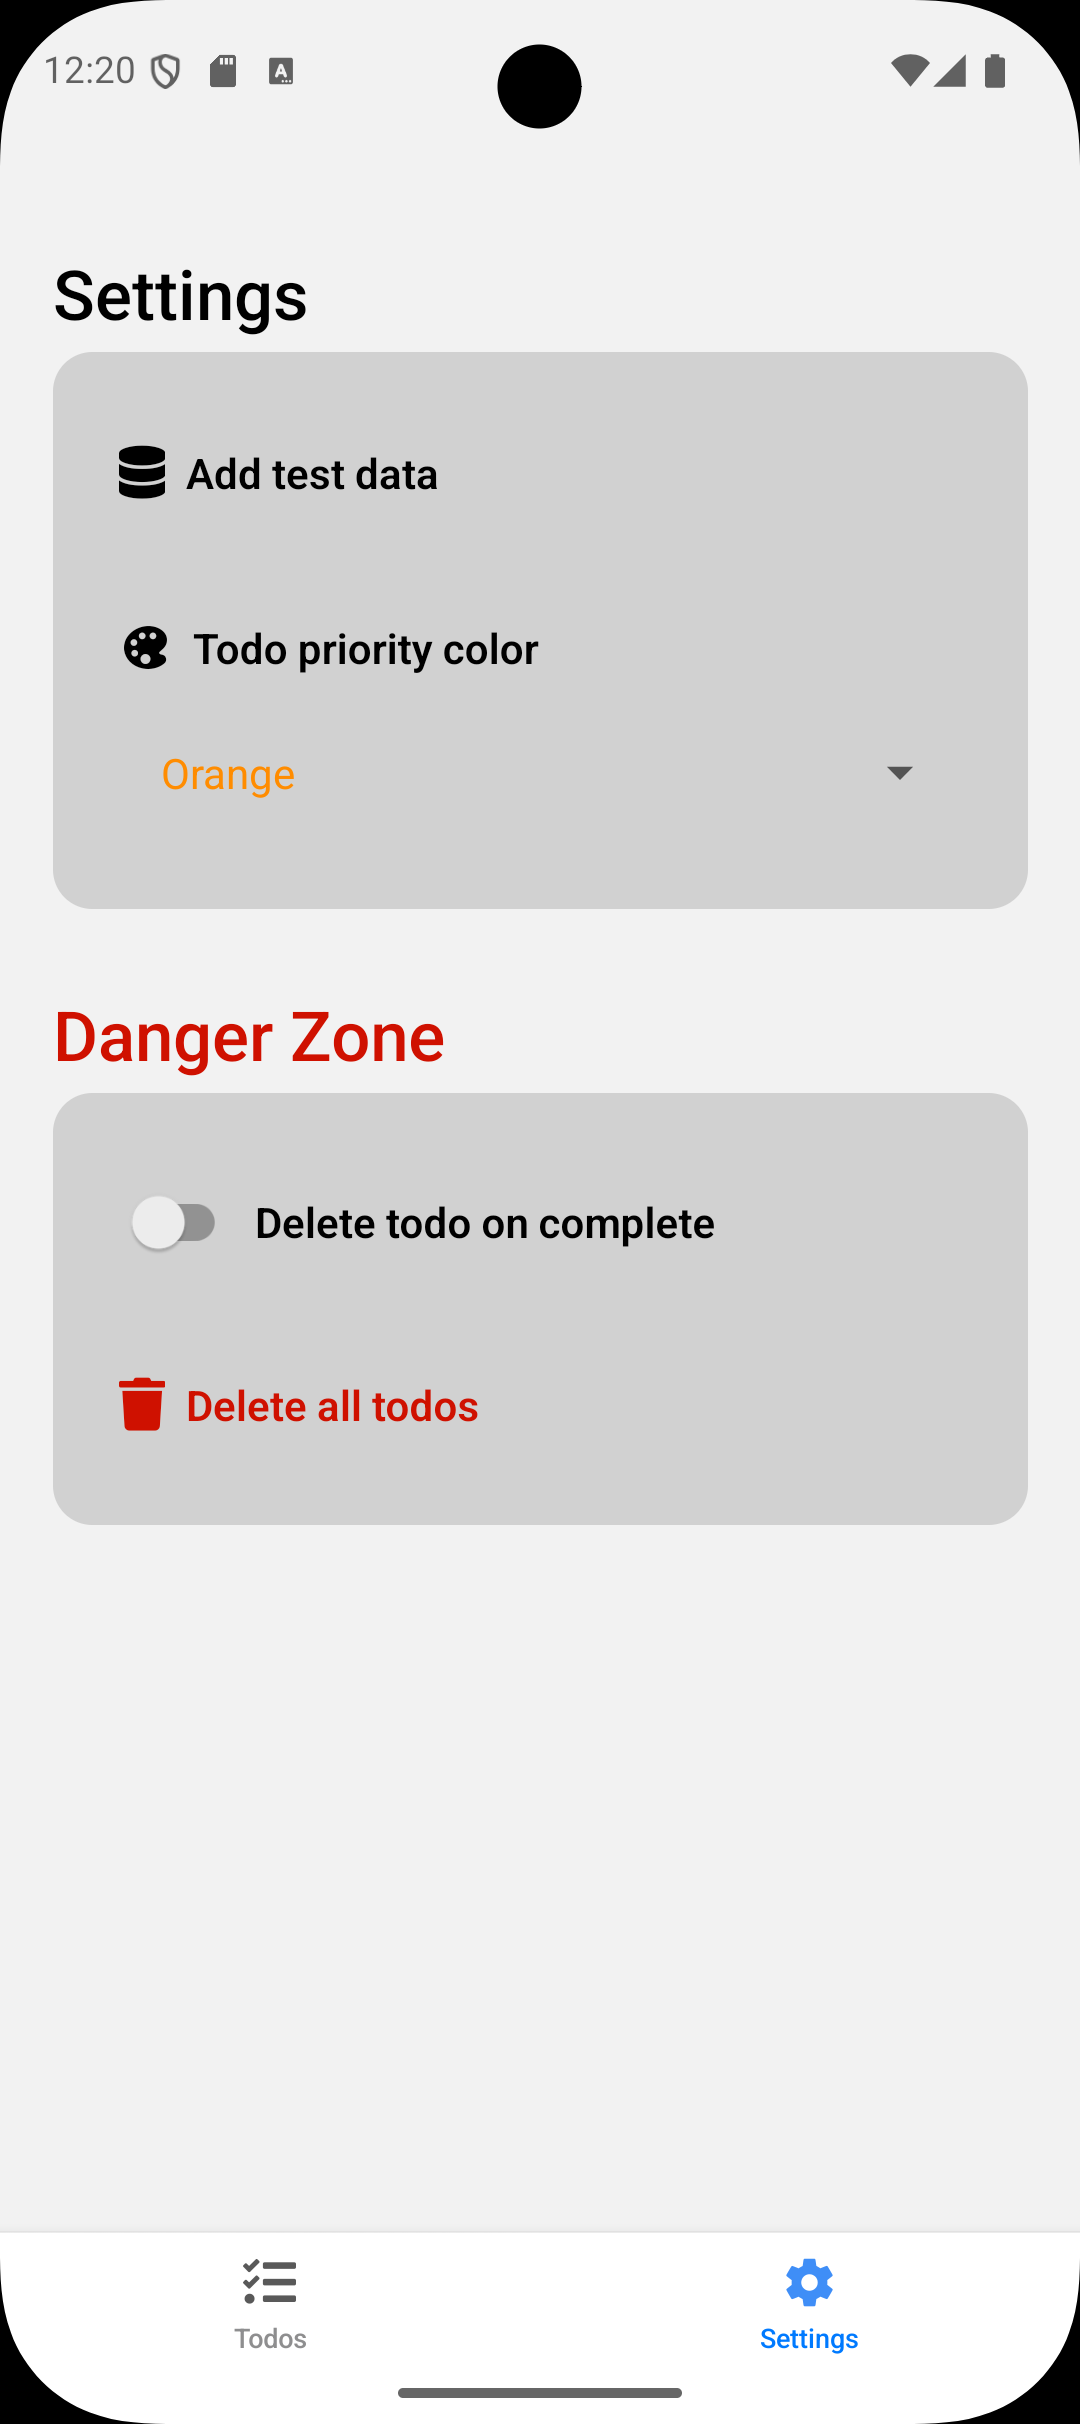 12:20
Settings
Add test data
Todo priority color
Orange
Danger Zone
Delete todo on complete
Delete all todos
Todos
Settings